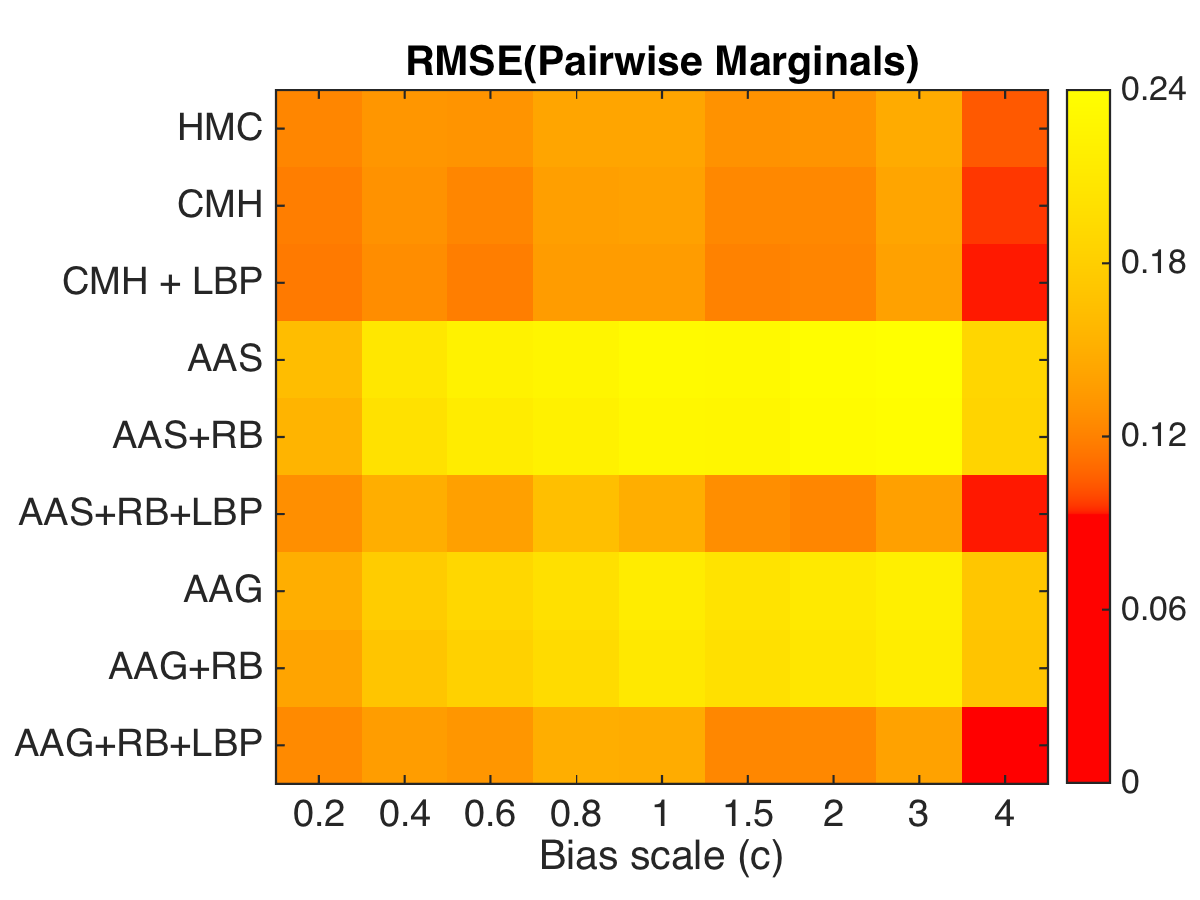 RMSE(Pairwise Marginals)
HMC
CMH
CMH + LBP
AAS
AAS+RB
AAS+RB+LBP
AAG
AAG+RB
AAG+RB+LBP
0.2 0.4 0.6 0.8 1 1.5 2 3 4
Bias scale (c)
0.24
0.18
0.12
0.06
0